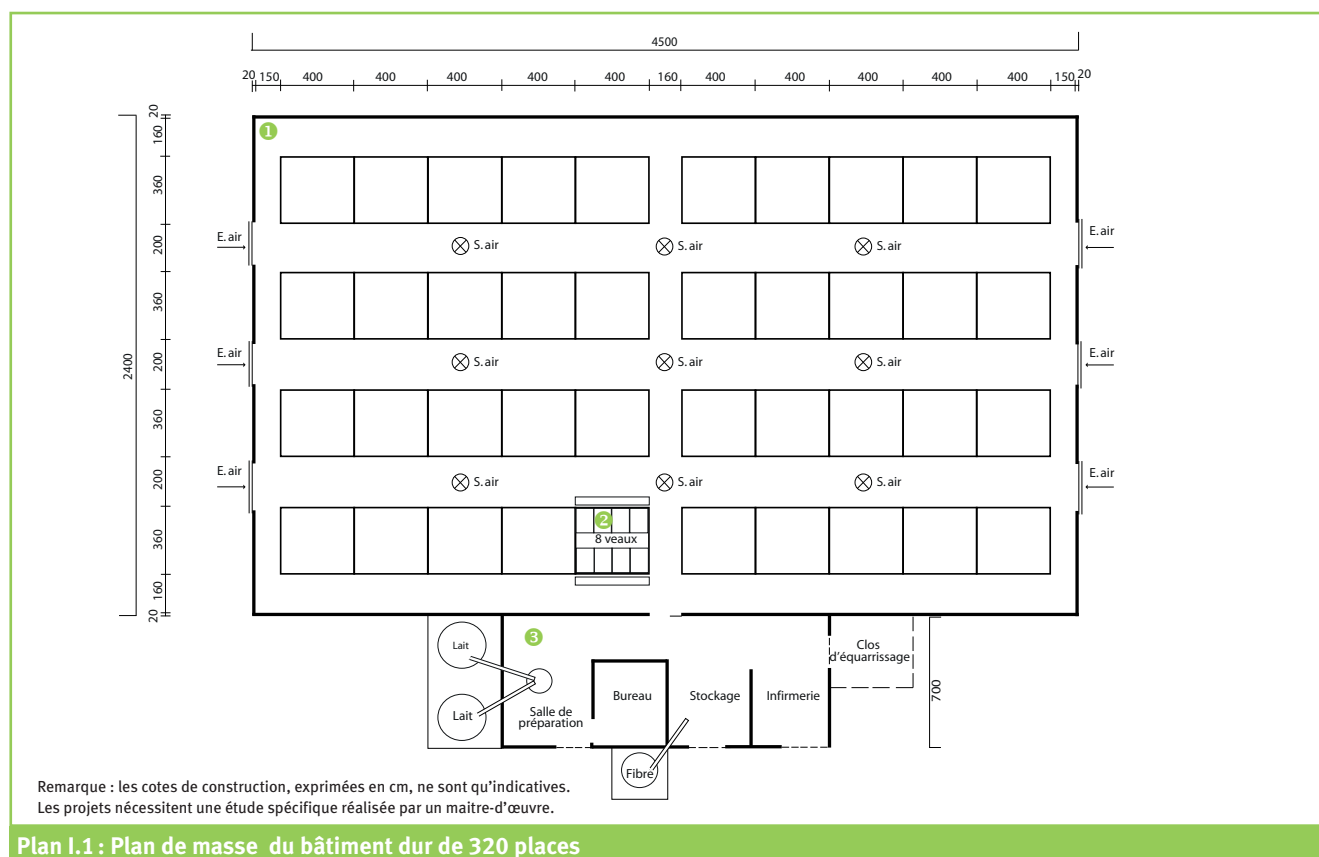 4500
20 150 400 400 400 400 400 160 400 400 400 400 400 150 20
20
160
360
200
360
200
360
200
360
160
20
2400
1
E. air
S. air
S. air
S. air
E. air
E. air
S. air
S. air
S. air
E. air
E. air
S. air
S. air
S. air
E. air
2
8 veaux
3
Lait
Lait
Salle de
préparation
Bureau
Stockage
Infirmerie
Clos
d'équarrissage
700
Fibre
Remarque : les cotes de construction, exprimées en cm, ne sont qu'indicatives.
Les projets nécessitent une étude spécifique réalisée par un maitre-d'œuvre.
Plan I.1 : Plan de masse du bâtiment dur de 320 places